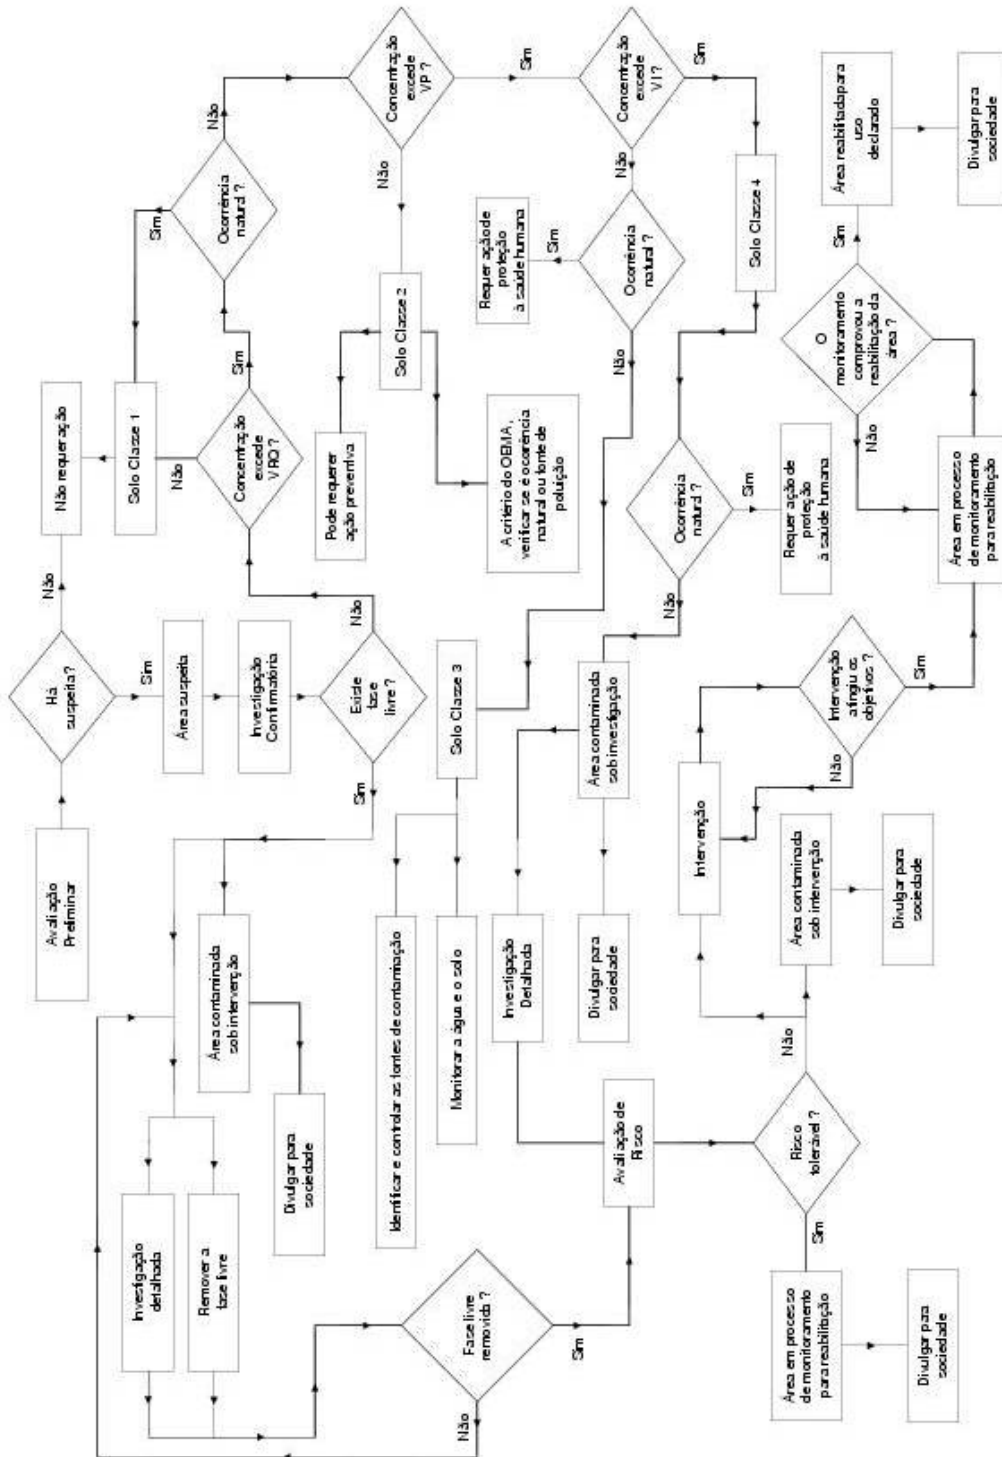 Avaliação
Preliminar
Há
suspeita ?
Não
Não requer ação
Sim
Área suspeita
Investigação
Confirmatória
Existe
fase
livre ?
Sim
Não
Concentração
excede
VRQ ?
Não
Solo Classe 1
Sim
Ocorrência
natural ?
Sim
Não
Concentração
excede
VP ?
Não
Solo Classe 2
Pode requerer
ação preventiva
A critério do OEMA,
verificar se é ocorrência
natural ou fonte de
poluição
Sim
Concentração
excede
VI ?
Não
Ocorrência
natural ?
Sim
Requer ação de
proteção
à saúde humana
Não
Solo Classe 3
Identificar e controlar as fontes de contaminação
Monitorar a água e o solo
Sim
Solo Classe 4
Ocorrência
natural ?
Sim
Requer ação de
proteção
à saúde humana
Não
Área contaminada
sob investigação
Divulgar para
sociedade
Investigação
Detalhada
Área contaminada
sob intervenção
Divulgar para
sociedade
Investigação
detalhada
Remover a
fase livre
Fase livre
removida ?
Não
Sim
Avaliação de
Risco
Risco
tolerável ?
Sim
Área em processo
de monitoramento
para reabilitação
Divulgar para
sociedade
Não
Área contaminada
sob intervenção
Divulgar para
sociedade
Intervenção
Intervenção
atingiu os
objetivos ?
Não
Sim
Área em processo
de monitoramento
para reabilitação
O
monitoramento
comprovou a
reabilitação da
área ?
Não
Sim
Área reabilitada para
uso
declarado
Divulgar para
sociedade